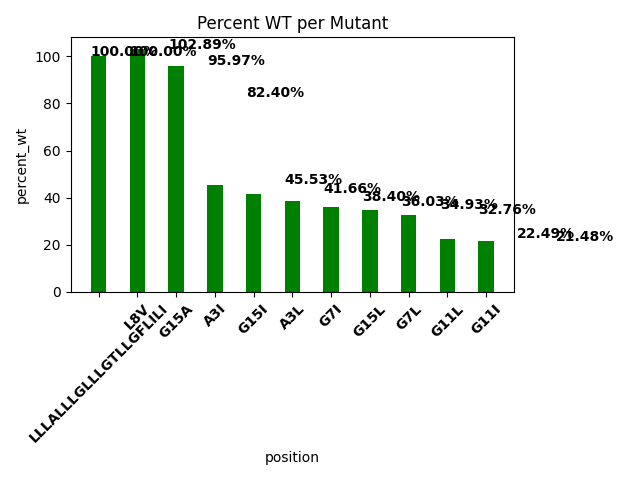 Percent WT per Mutant
percent_wt
100
80
60
40
20
0
100.00%
100.00%
102.89%
95.97%
82.40%
45.53%
41.66%
38.40%
36.03%
34.93%
32.76%
22.49%
21.48%
LLLALLLGLLLGTLLGFLILI
L8V
G15A
A3I
G15I
A3L
G7I
G15L
G7L
G11L
G11I
position